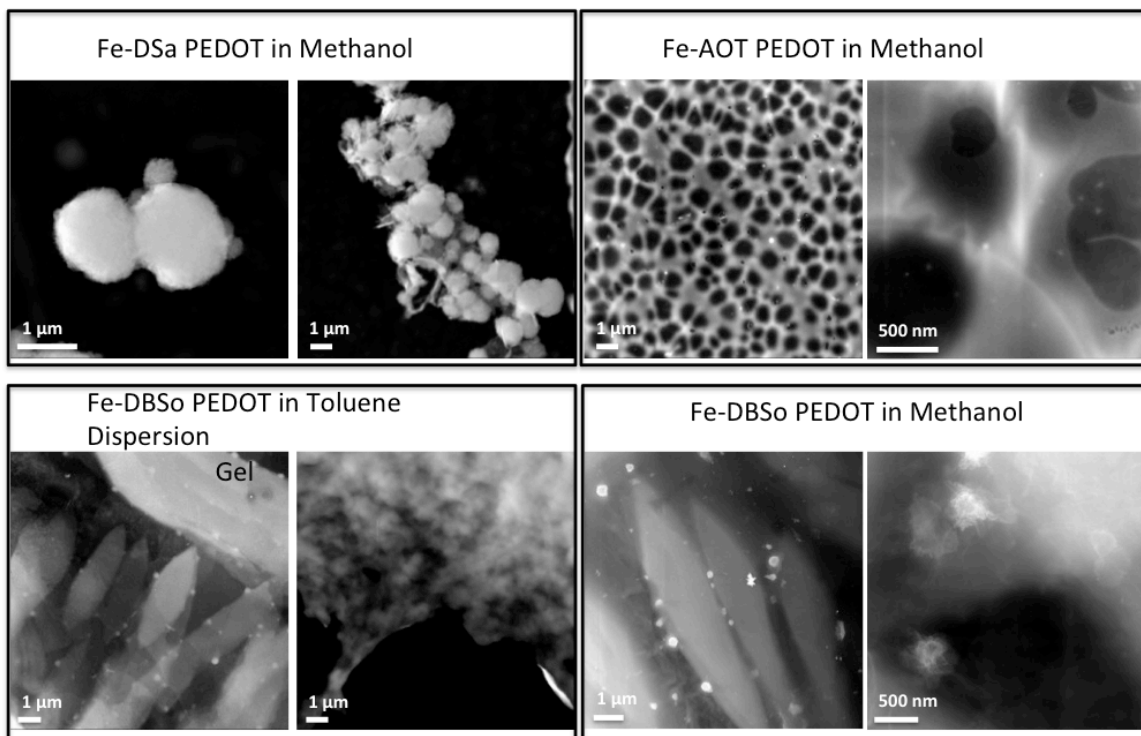 Fe-DSa PEDOT in Methanol
1 µm
1 µm
Fe-AOT PEDOT in Methanol
1 µm
500 nm
Fe-DBSo PEDOT in Toluene
Dispersion
Gel
1 µm
1 µm
Fe-DBSo PEDOT in Methanol
1 µm
500 nm